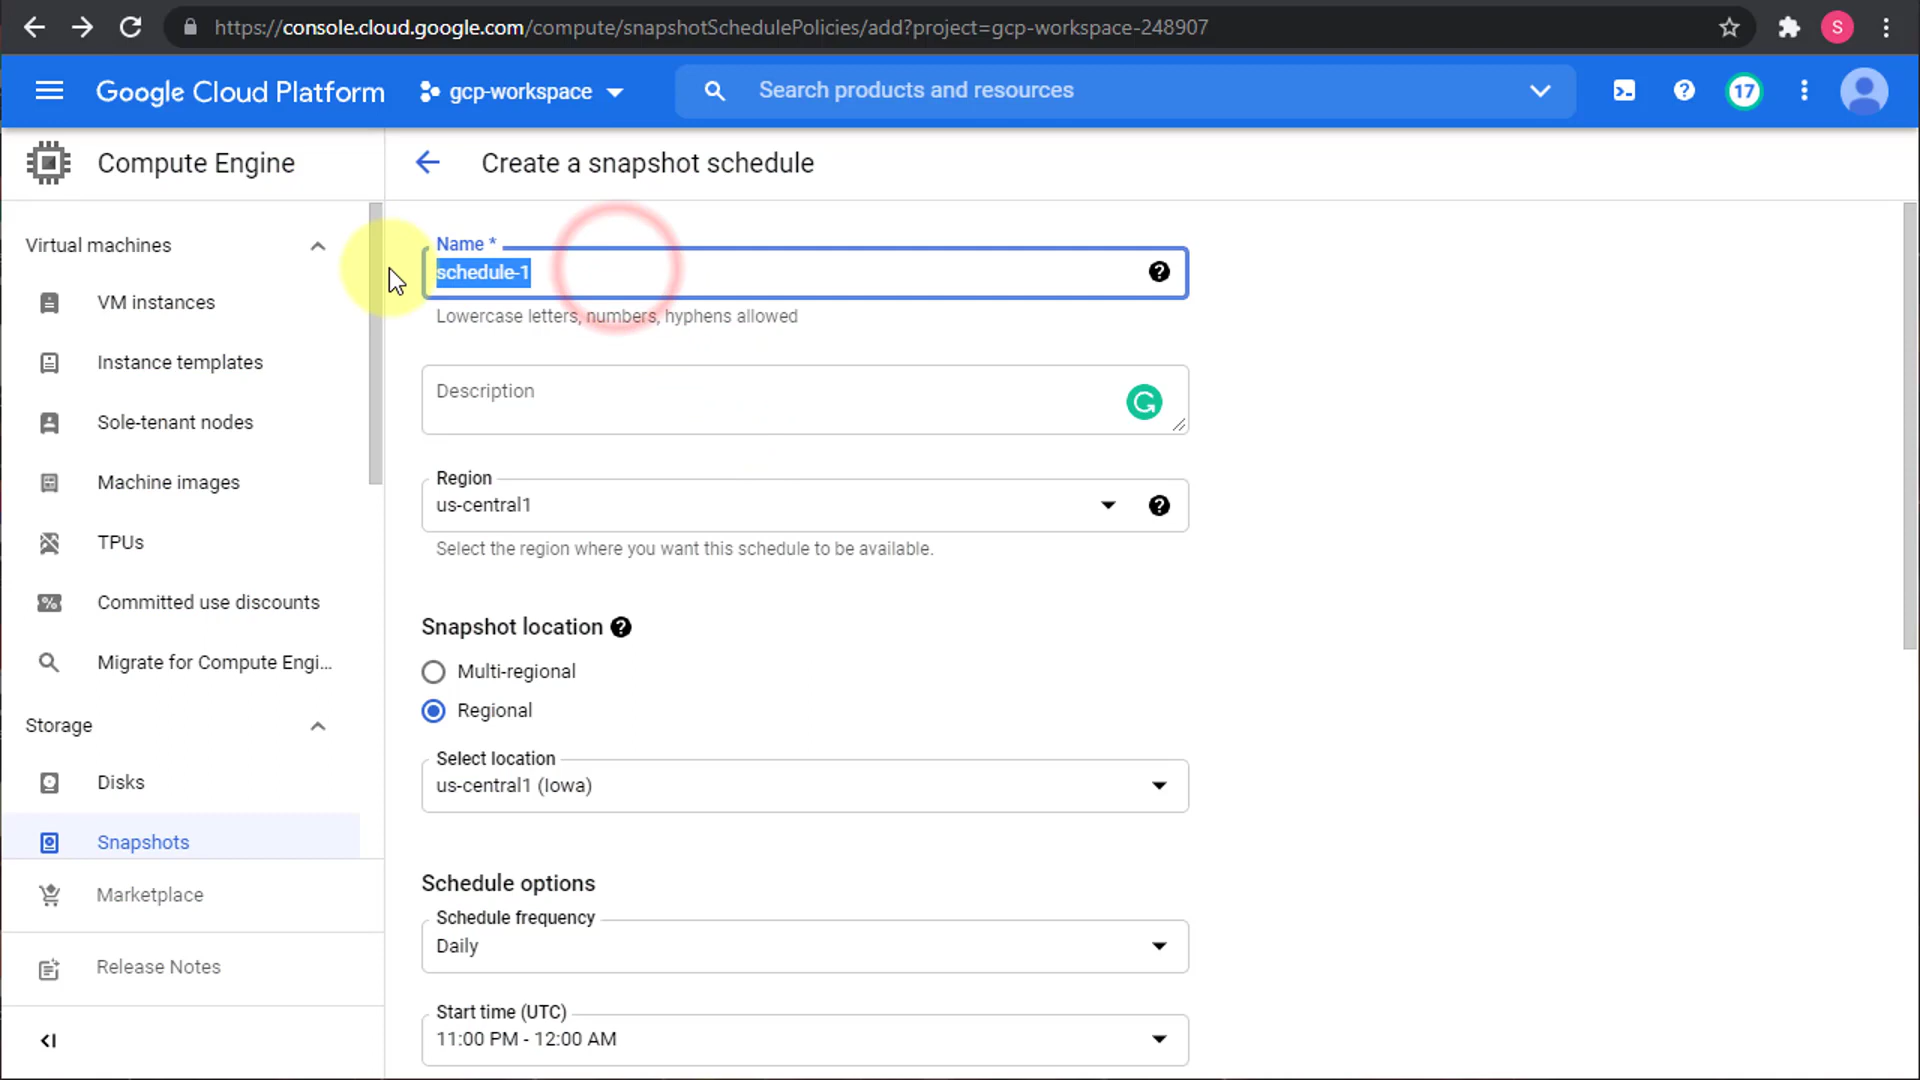 https://console.cloud.google.com/compute/snapshotSchedulePolicies/add?project=gcp-workspace-248907
S
Google Cloud Platform
gcp-workspace
Search products and resources
17
Compute Engine
Create a snapshot schedule
Virtual machines
VM instances
Instance templates
Sole-tenant nodes
Machine images
TPUs
Committed use discounts
Migrate for Compute Engi...
Storage
Disks
Snapshots
Marketplace
Release Notes
Name *
schedule-1
Lowercase letters, numbers, hyphens allowed
Description
Region
us-central1
Select the region where you want this schedule to be available.
Snapshot location
Multi-regional
Regional
Select location
us-central1 (Iowa)
Schedule options
Schedule frequency
Daily
Start time (UTC)
11:00 PM - 12:00 AM